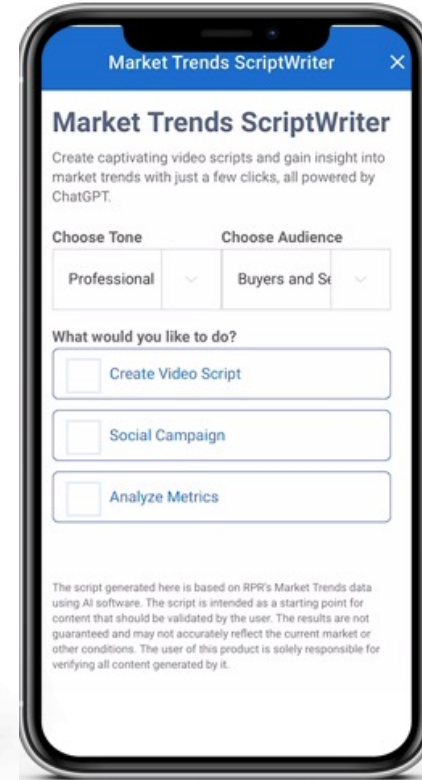 Market Trends ScriptWriter
Market Trends ScriptWriter
Create captivating video scripts and gain insight into
market trends with just a few clicks, all powered by
ChatGPT.
Choose Tone Choose Audience
Professional Buyers and Se
What would you like to do?
Create Video Script
Social Campaign
Analyze Metrics
The script generated here is based on RPR's Market Trends data
using AI software. The script is intended as a starting point for
content that should be validated by the user. The results are not
guaranteed and may not accurately reflect the current market or
other conditions. The user of this product is solely responsible for
verifying all content generated by it.